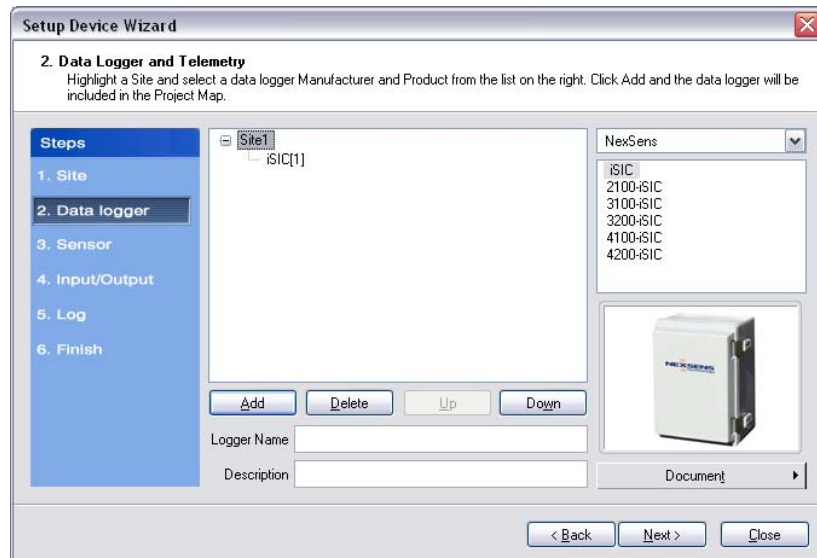 Setup Device Wizard
2. Data Logger and Telemetry
Highlight a Site and select a data logger Manufacturer and Product from the list on the right. Click Add and the data logger will be
included in the Project Map.
Steps
1. Site
2. Data logger
3. Sensor
4. Input/Output
5. Log
6. Finish
Site1
iSIC[1]
Add
Delete
Up
Down
Logger Name
Description
NexSens
iSIC
2100-iSIC
3100-iSIC
3200-iSIC
4100-iSIC
4200-iSIC
NEXSENS
Document
< Back
Next >
Close